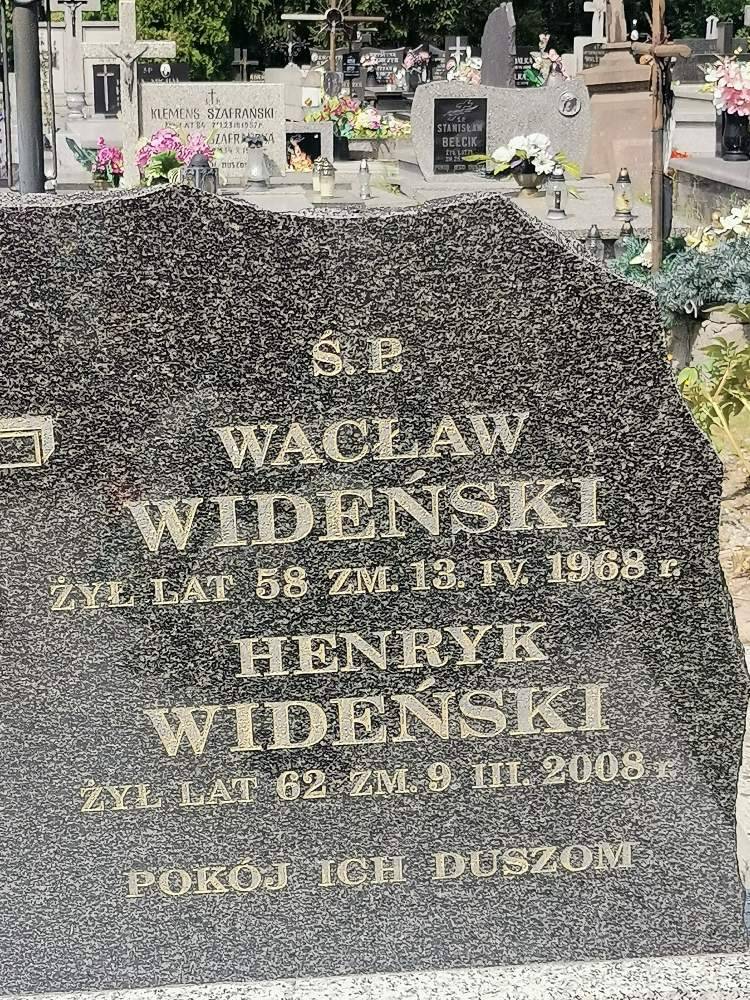 KLEMENS SZAFRAŃSKI
STANISŁAW
BEŁCIK
Ś. P.
WACŁAW
WIDEŃSKI
ŻYŁ LAT 58 ZM. 13. IV. 1968 r.
HENRYK
WIDEŃSKI
ŻYŁ LAT 62 ZM. 9 III. 2008 r.
POKÓJ ICH DUSZOM